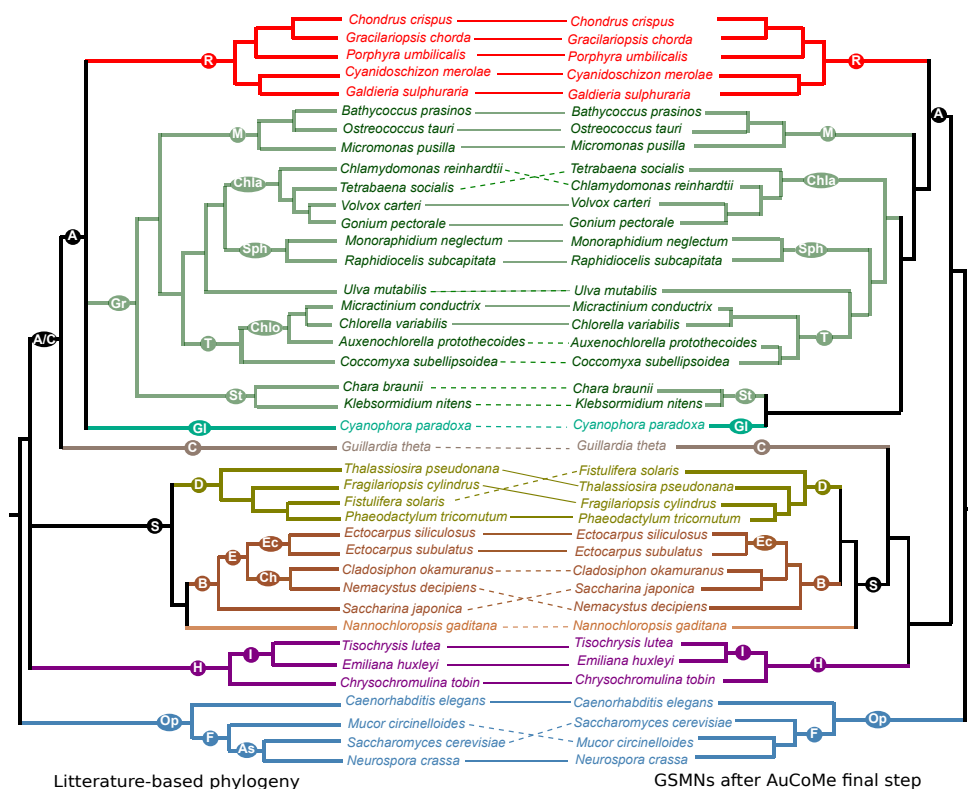 Chondrus crispus Chondrus crispus
Gracilariopsis chorda Gracilariopsis chorda
Porphyra umbilicalis Porphyra umbilicalis
R R
Cyanidoschizon merolae Cyanidoschizon merolae
Galdieria sulphuraria Galdieria sulphuraria
Bathycoccus prasinos Bathycoccus prasinos
A
Ostreococcus tauri Ostreococcus tauri
M M
Micromonas pusilla Micromonas pusilla
Chlamydomonas reinhardtii Tetrabaena socialis
Chla Chla
Tetrabaena socialis Chlamydomonas reinhardtii
Volvox carteri Volvox carteri
Gonium pectorale Gonium pectorale
A
Monoraphidium neglectum Monoraphidium neglectum
Sph Sph
Raphidiocelis subcapitata Raphidiocelis subcapitata
Ulva mutabilis Ulva mutabilis
Gr
Micractinium conductrix Micractinium conductrix
Chlorella variabilis Chlorella variabilis
Chlo
A/C
T T
Auxenochlorella protothecoides Auxenochlorella protothecoides
Coccomyxa subellipsoidea Coccomyxa subellipsoidea
Chara braunii Chara braunii
St St
Klebsormidium nitens Klebsormidium nitens
Gl Cyanophora paradoxa Cyanophora paradoxa Gl
C Guillardia theta Guillardia theta C
Thalassiosira pseudonana Fistulifera solaris
D D
Fragilariopsis cylindrus Thalassiosira pseudonana
Fistulifera solaris Fragilariopsis cylindrus
Phaeodactylum tricornutum Phaeodactylum tricornutum
S
Ectocarpus siliculosus Ectocarpus siliculosus
Ec Ec
Ectocarpus subulatus Ectocarpus subulatus
E
Cladosiphon okamuranus Cladosiphon okamuranus
Ch
B B S
Nemacystus decipiens Saccharina japonica
Saccharina japonica Nemacystus decipiens
Nannochloropsis gaditana Nannochloropsis gaditana
Tisochrysis lutea Tisochrysis lutea
I I
Emiliana huxleyi Emiliana huxleyi
H H
Chrysochromulina tobin Chrysochromulina tobin
Caenorhabditis elegans Caenorhabditis elegans
Op Op
Mucor circinelloides Saccharomyces cerevisiae
F F
Saccharomyces cerevisiae Mucor circinelloides
As
Neurospora crassa Neurospora crassa
Litterature-based phylogeny GSMNs after AuCoMe final step